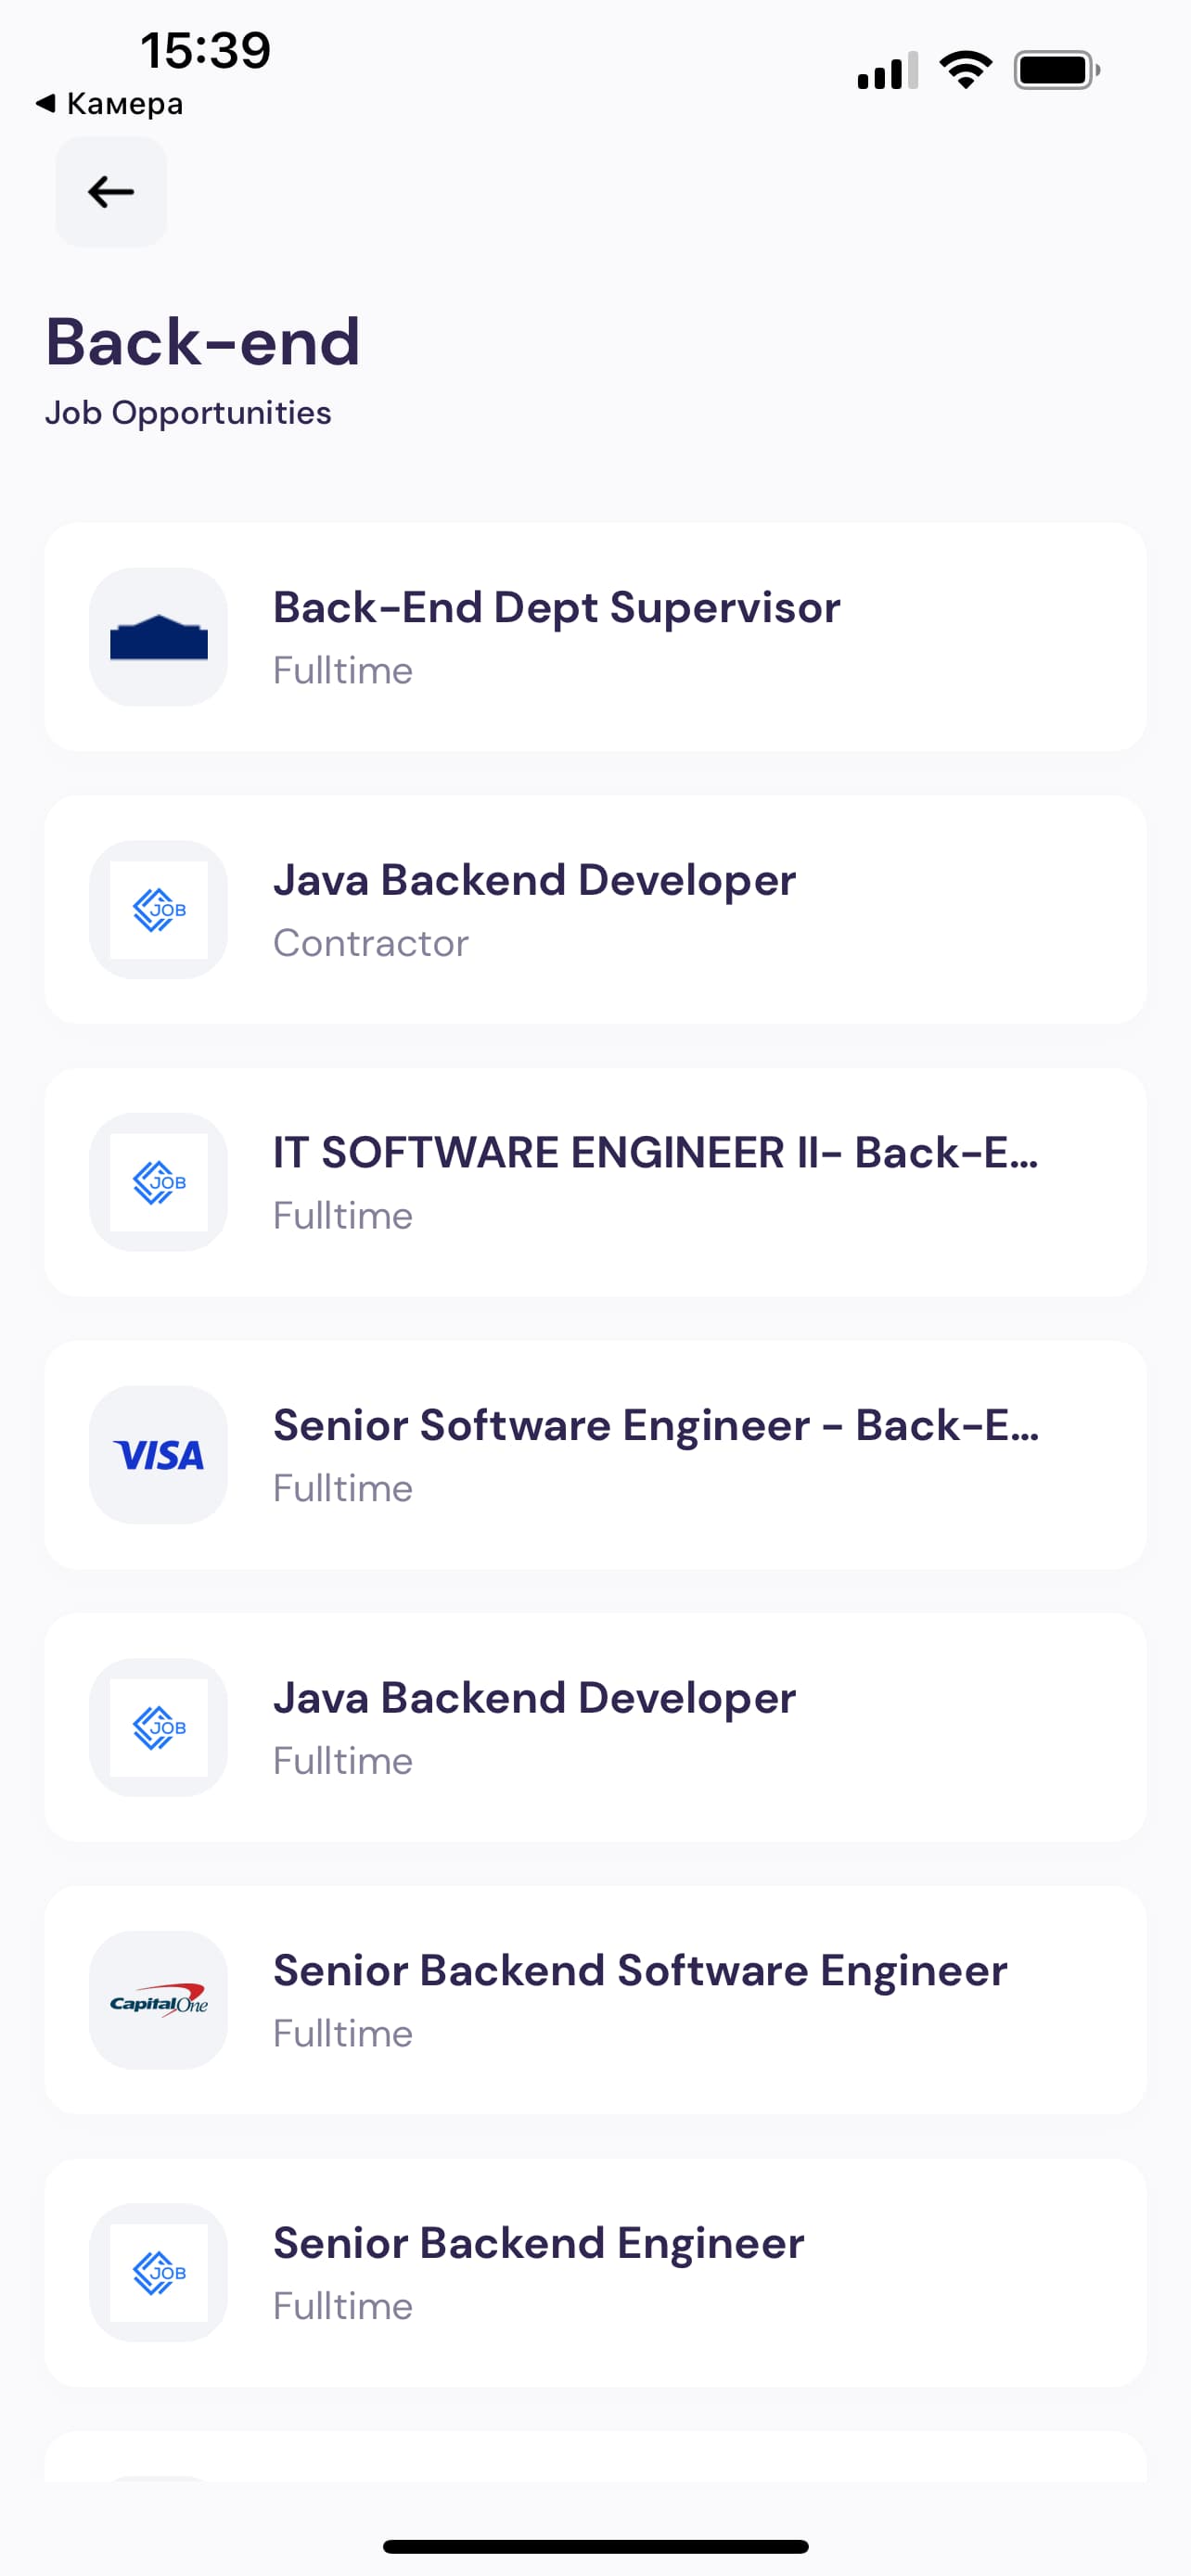 15:39
◀ Камера
Back-end
Job Opportunities
Back-End Dept Supervisor
Fulltime
JOB
Java Backend Developer
Contractor
JOB
IT SOFTWARE ENGINEER II- Back-E...
Fulltime
VISA
Senior Software Engineer - Back-E...
Fulltime
JOB
Java Backend Developer
Fulltime
CapitalOne
Senior Backend Software Engineer
Fulltime
JOB
Senior Backend Engineer
Fulltime